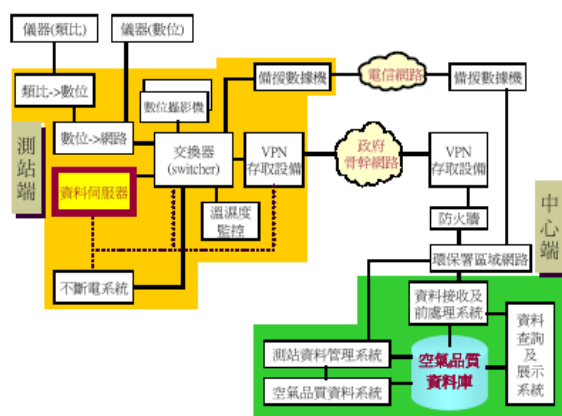 儀器(類比)
儀器(數位)
類比->數位
數位攝影機
備援數據機
電信網路
備援數據機
測站端
數位->網路
交換器
(switcher)
VPN
存取設備
政府
骨幹網路
VPN
存取設備
資料伺服器
溫濕度
監控
防火牆
中心端
環保署區域網路
不斷電系統
資料接收及
前處理系統
資料
查詢
及
展示
系統
測站資料管理系統
空氣品質
資料庫
空氣品質資料系統